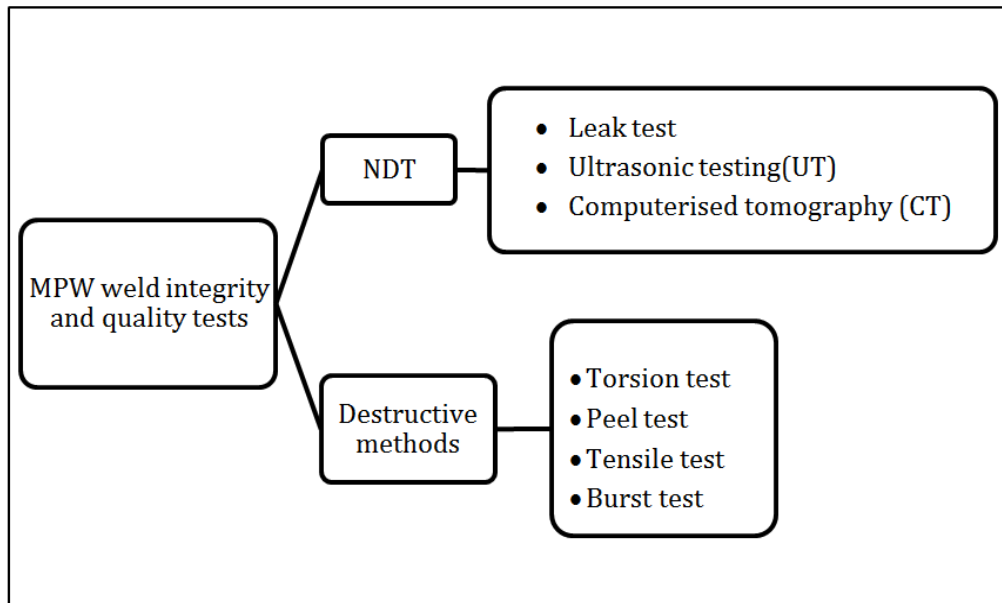 MPW weld integrity
and quality tests
NDT
• Leak test
• Ultrasonic testing(UT)
• Computerised tomography (CT)
Destructive
methods
• Torsion test
• Peel test
• Tensile test
• Burst test